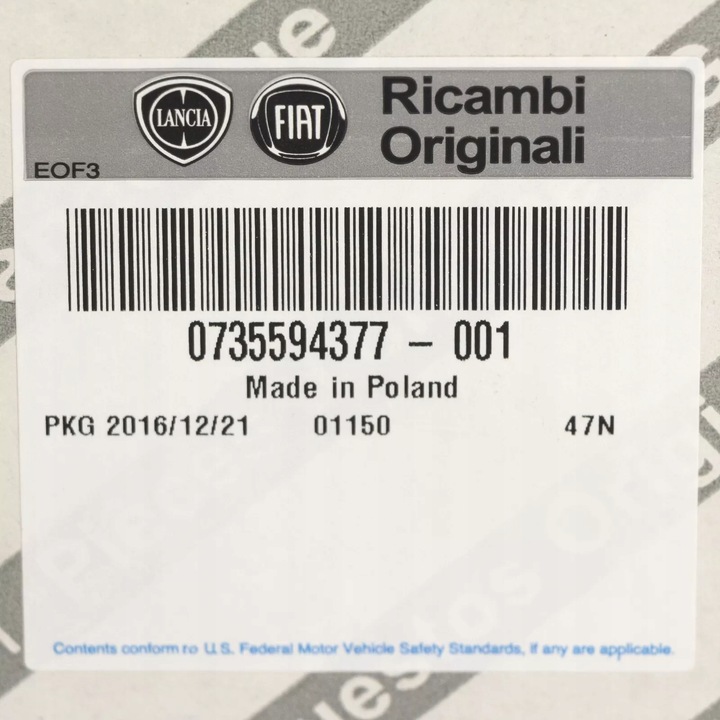 LANCIA FIAT Ricambi
Originali
EOF3
0735594377 - 001
Made in Poland
PKG 2016/12/21 01150 47N
Contents conform to U.S. Federal Motor Vehicle Safety Standards, if any are applicable.